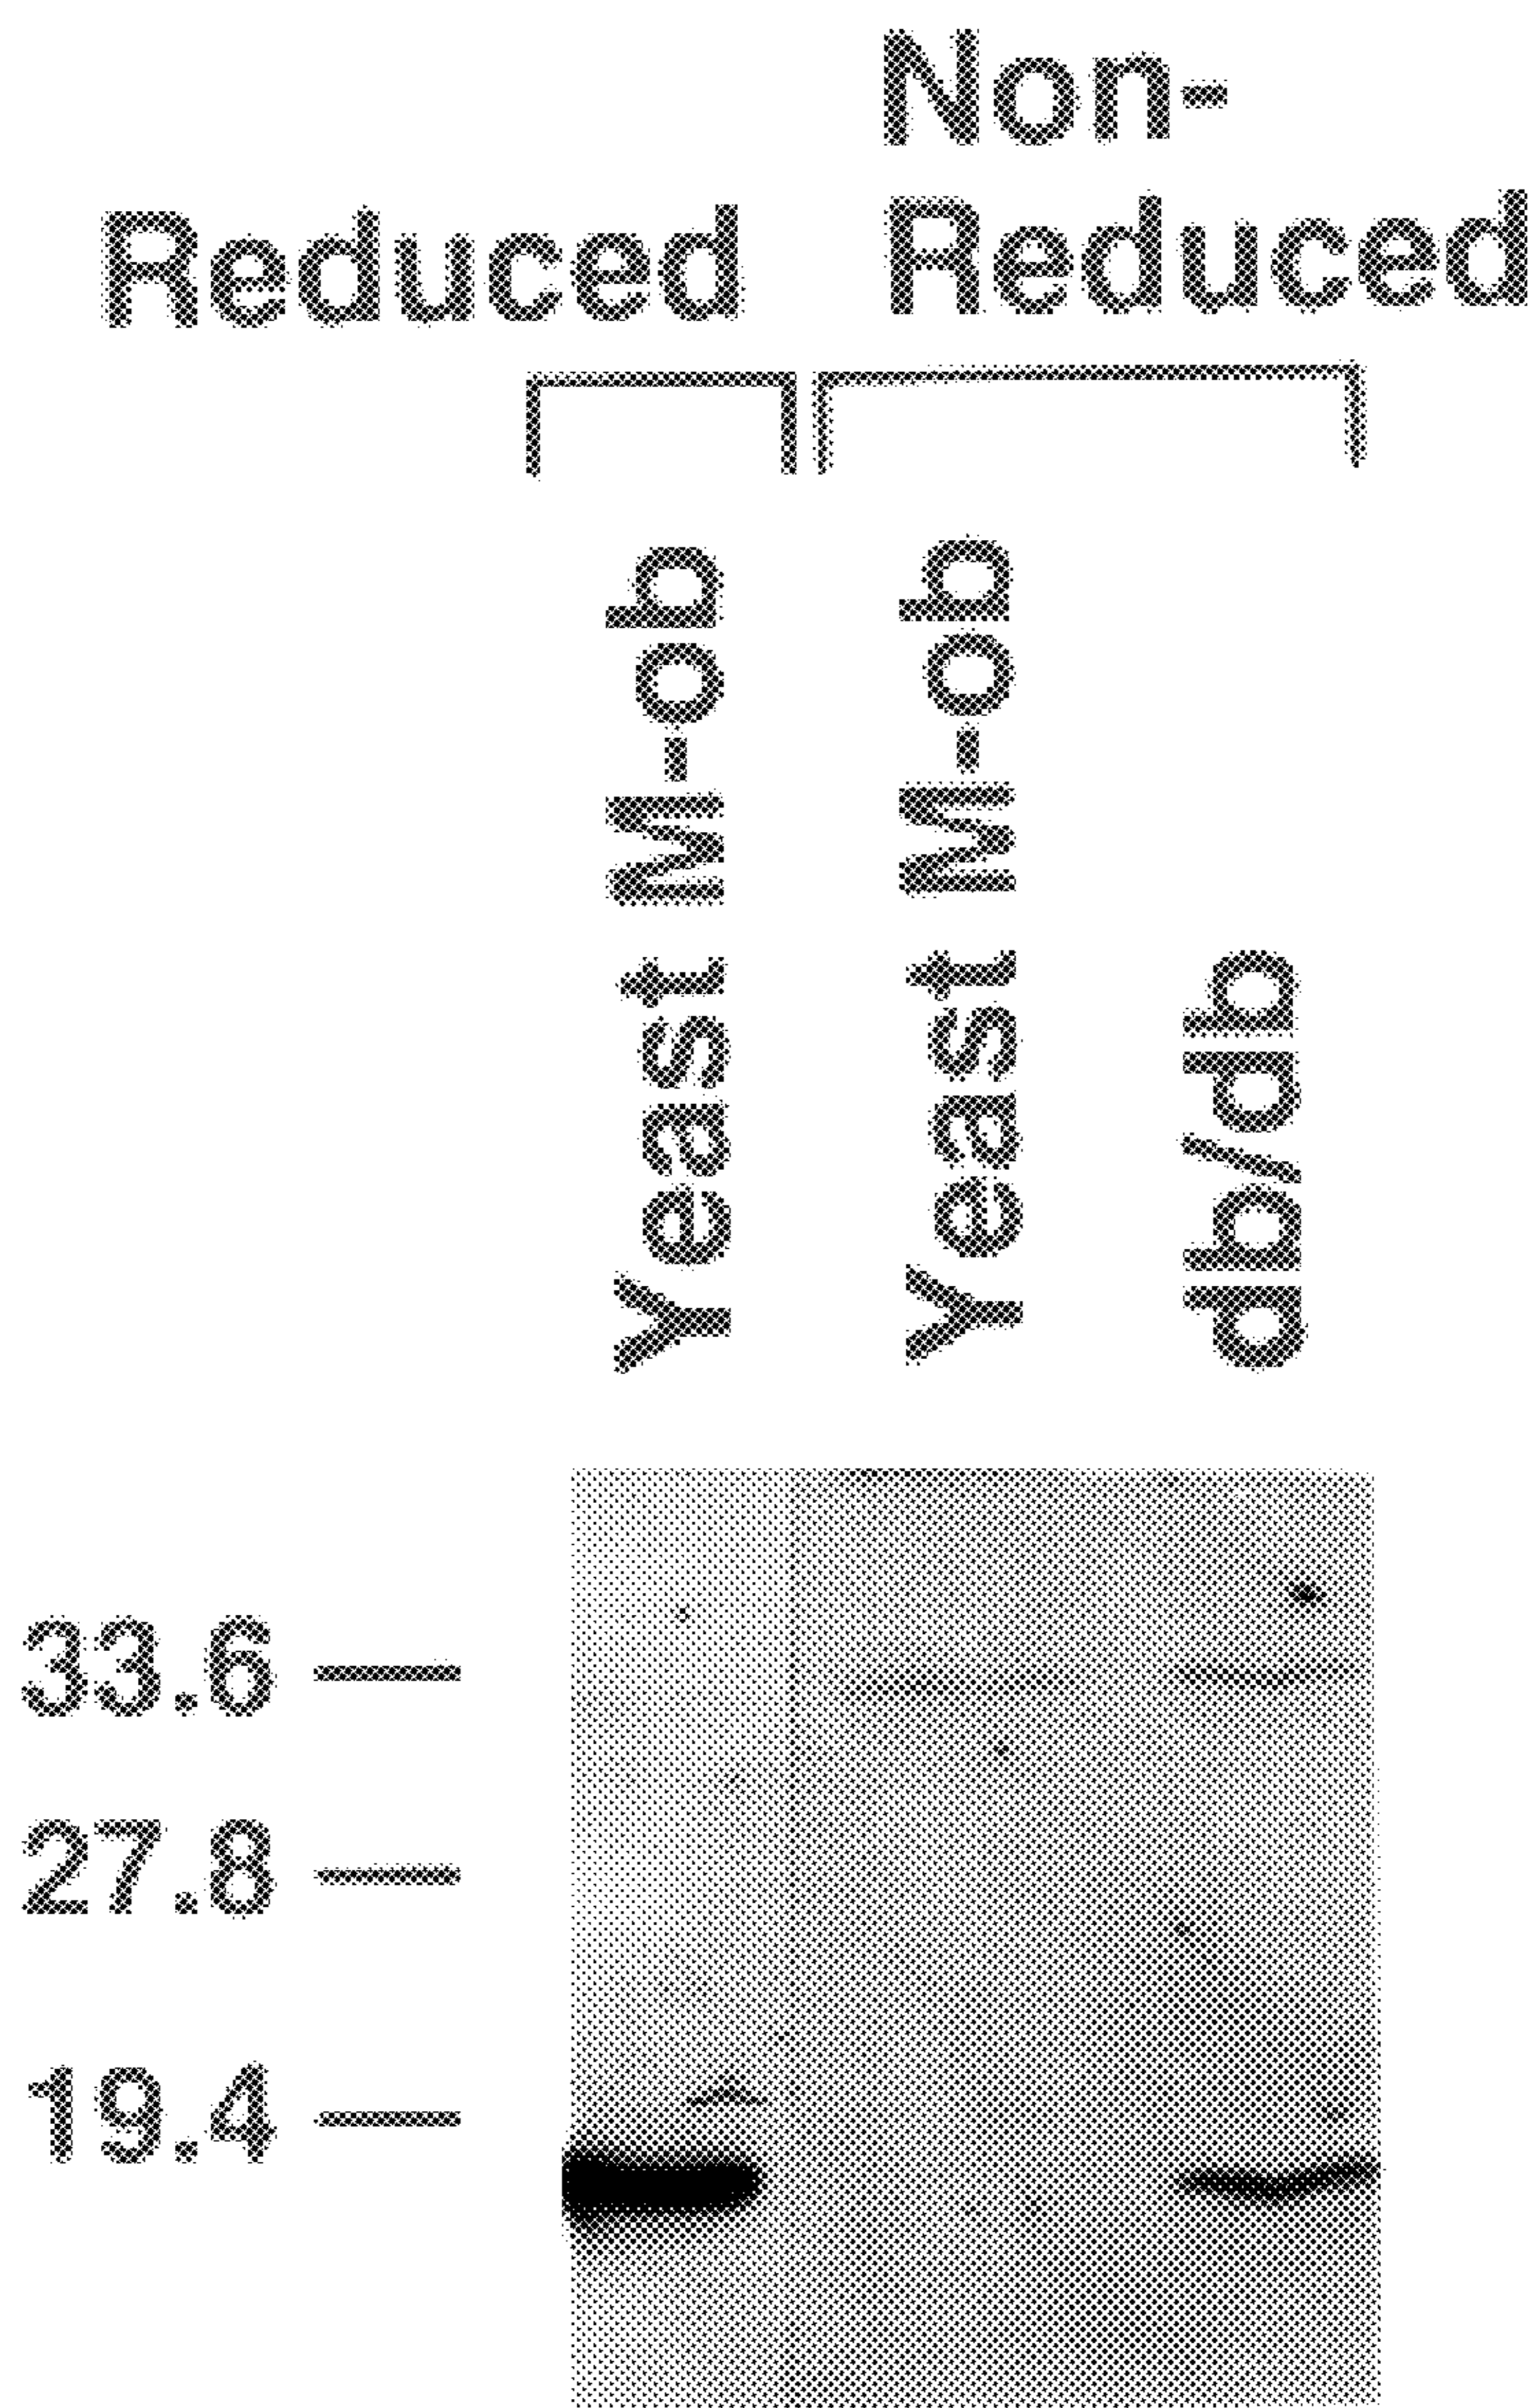 Non-
Reduced Reduced
Yeast M-ob
Yeast M-ob
db/db
33.6
27.8
19.4